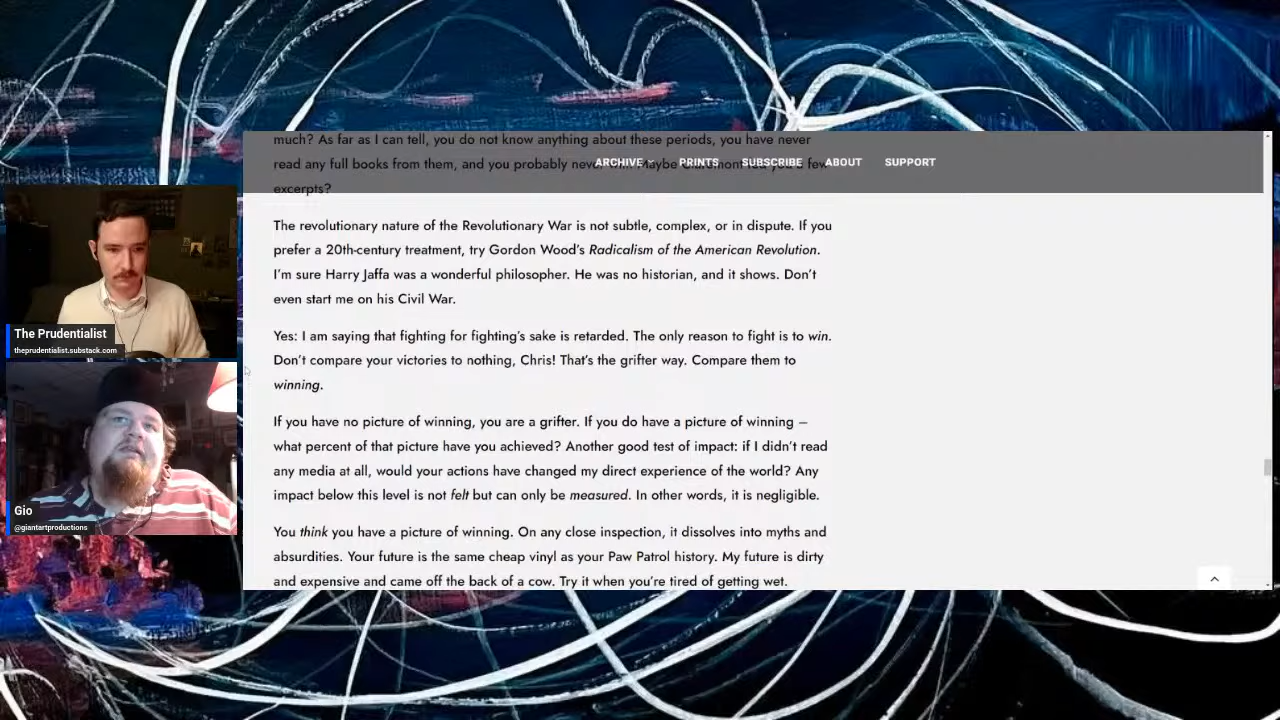 much? As far as I can tell, you do not know anything about these periods, you have never
ARCHIVE PRINTS SUBSCRIBE ABOUT SUPPORT
read any full books from them, and you probably never Maybe few
excerpts?
The revolutionary nature of the Revolutionary War is not subtle, complex, or in dispute. If you
prefer a 20th-century treatment, try Gordon Wood's Radicalism of the American Revolution.
I'm sure Harry Jaffa was a wonderful philosopher. He was no historian, and it shows. Don't
even start me on his Civil War.
Yes: I am saying that fighting for fighting's sake is retarded. The only reason to fight is to win.
Don't compare your victories to nothing, Chris! That's the grifter way. Compare them to
winning.
If you have no picture of winning, you are a grifter. If you do have a picture of winning –
what percent of that picture have you achieved? Another good test of impact: if I didn't read
any media at all, would your actions have changed my direct experience of the world? Any
impact below this level is not felt but can only be measured. In other words, it is negligible.
You think you have a picture of winning. On any close inspection, it dissolves into myths and
absurdities. Your future is the same cheap vinyl as your Paw Patrol history. My future is dirty
and expensive and came off the back of a cow. Try it when you're tired of getting wet.
The Prudentialist
theprudentialist.substack.com
Gio
@giantartproductions